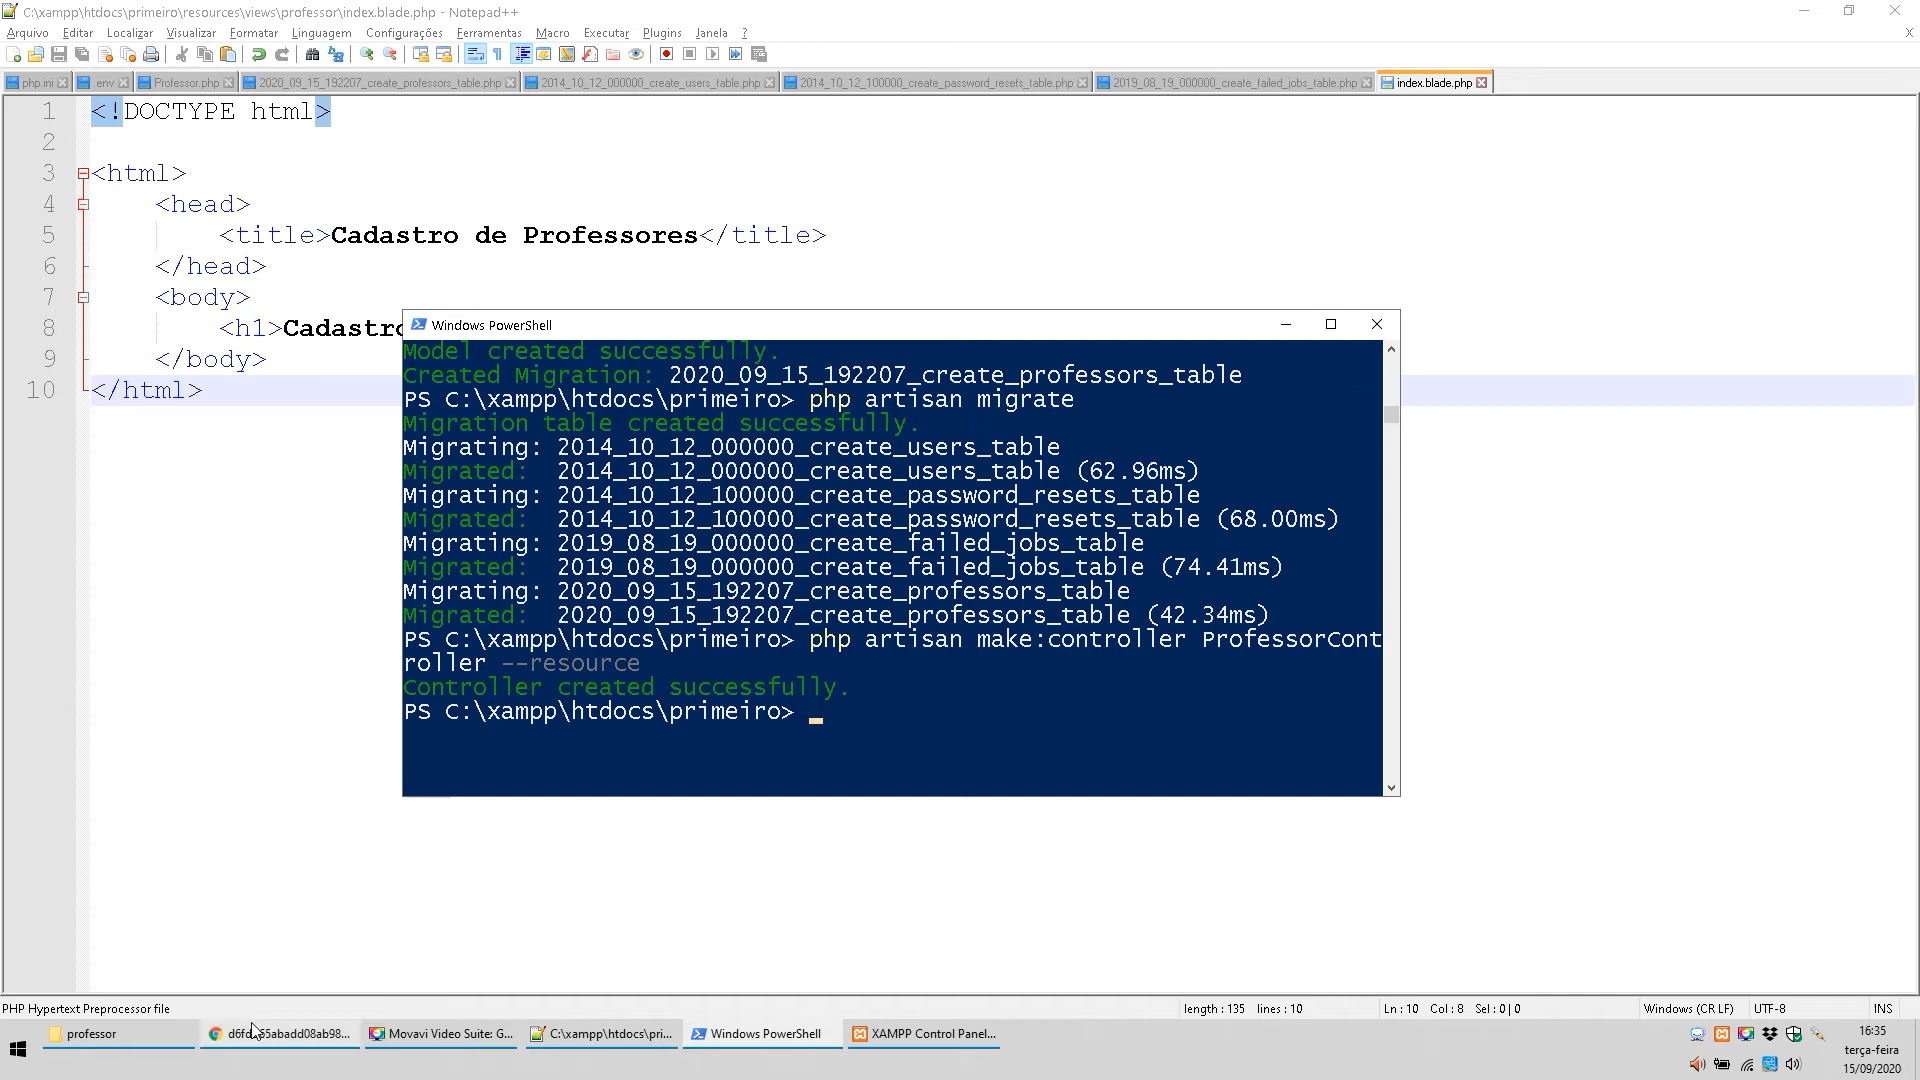 C:\xampp\htdocs\primeiro\resources\views\professor\index.blade.php - Notepad++
Arquivo Editar Localizar Visualizar Formatar Linguagem Configurações Ferramentas Macro Executar Plugins Janela ? X
php.ini .env Professor.php 2020_09_15_192207_create_professors_table.php 2014_10_12_000000_create_users_table.php 2014_10_12_100000_create_password_resets_table.php 2019_08_19_000000_create_failed_jobs_table.php index.blade.php
1 <!DOCTYPE html>
2
3 <html>
4 <head>
5 <title>Cadastro de Professores</title>
6 </head>
7 <body>
8 <h1>Cadastro
9 </body>
10 </html>
Windows PowerShell
Model created successfully.
Created Migration: 2020_09_15_192207_create_professors_table
PS C:\xampp\htdocs\primeiro> php artisan migrate
Migration table created successfully.
Migrating: 2014_10_12_000000_create_users_table
Migrated: 2014_10_12_000000_create_users_table (62.96ms)
Migrating: 2014_10_12_100000_create_password_resets_table
Migrated: 2014_10_12_100000_create_password_resets_table (68.00ms)
Migrating: 2019_08_19_000000_create_failed_jobs_table
Migrated: 2019_08_19_000000_create_failed_jobs_table (74.41ms)
Migrating: 2020_09_15_192207_create_professors_table
Migrated: 2020_09_15_192207_create_professors_table (42.34ms)
PS C:\xampp\htdocs\primeiro> php artisan make:controller ProfessorCont
roller --resource
Controller created successfully.
PS C:\xampp\htdocs\primeiro>
PHP Hypertext Preprocessor file length : 135 lines : 10 Ln : 10 Col : 8 Sel : 0 | 0 Windows (CR LF) UTF-8 INS
professor Movavi Video Suite: G... C:\xampp\htdocs\pri... Windows PowerShell XAMPP Control Panel...
16:35
terça-feira
15/09/2020